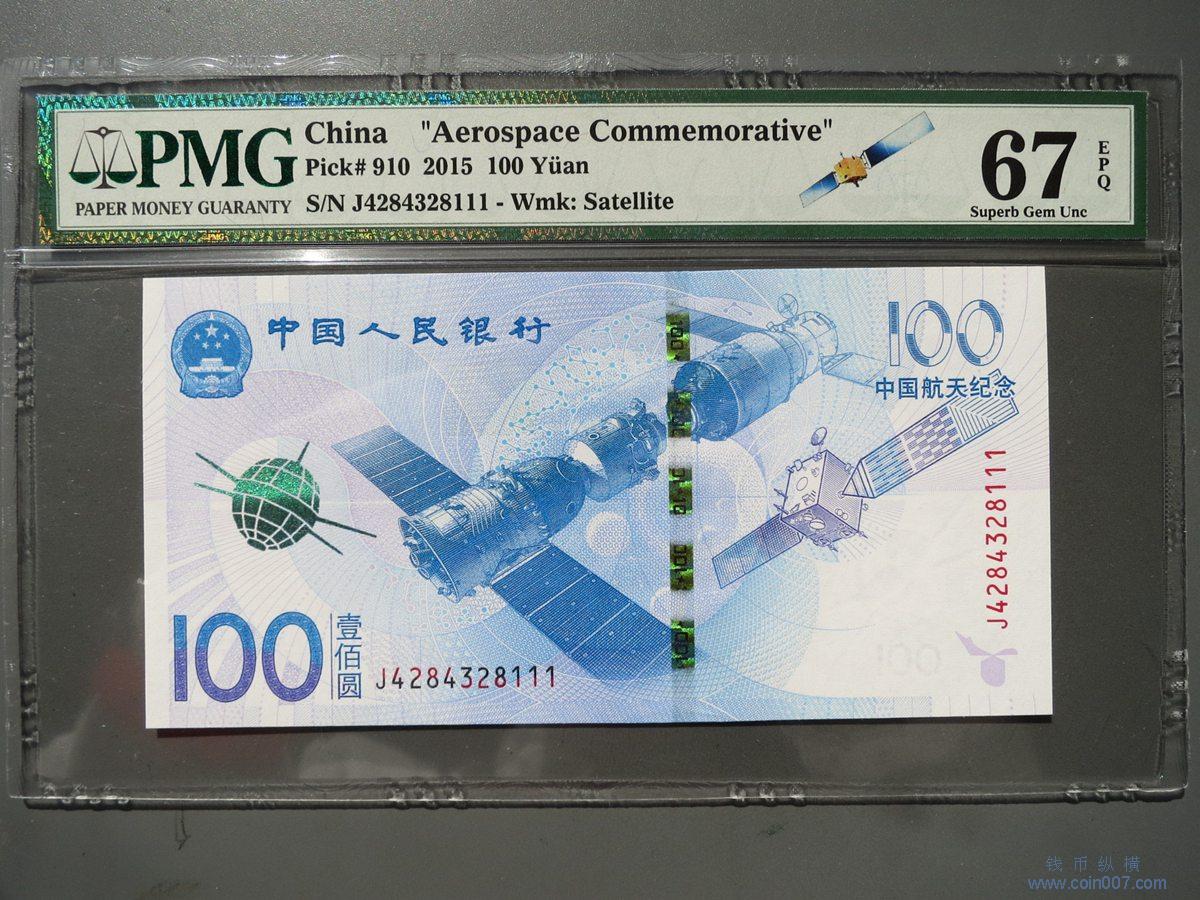 PMG
PAPER MONEY GUARANTY
China "Aerospace Commemorative"
Pick# 910 2015 100 Yüan
S/N J4284328111 - Wmk: Satellite
67
EPQ
Superb Gem Unc
中国人民银行
100
中国航天纪念
J4284328111
100
壹佰圆
J4284328111
钱币纵横
www.coin007.com